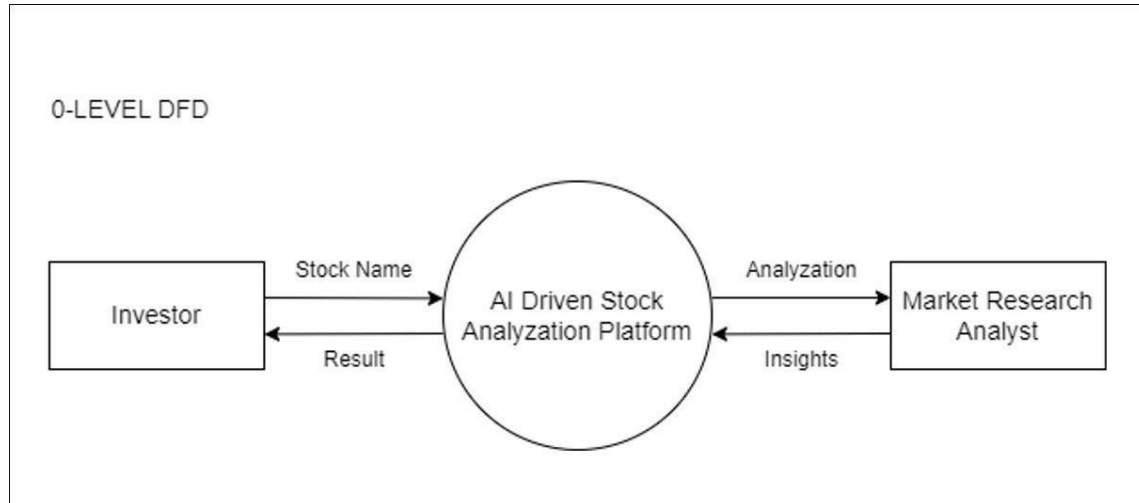 0-LEVEL DFD
Stock Name
Analyzation
Investor
AI Driven Stock
Analyzation Platform
Market Research
Analyst
Result
Insights